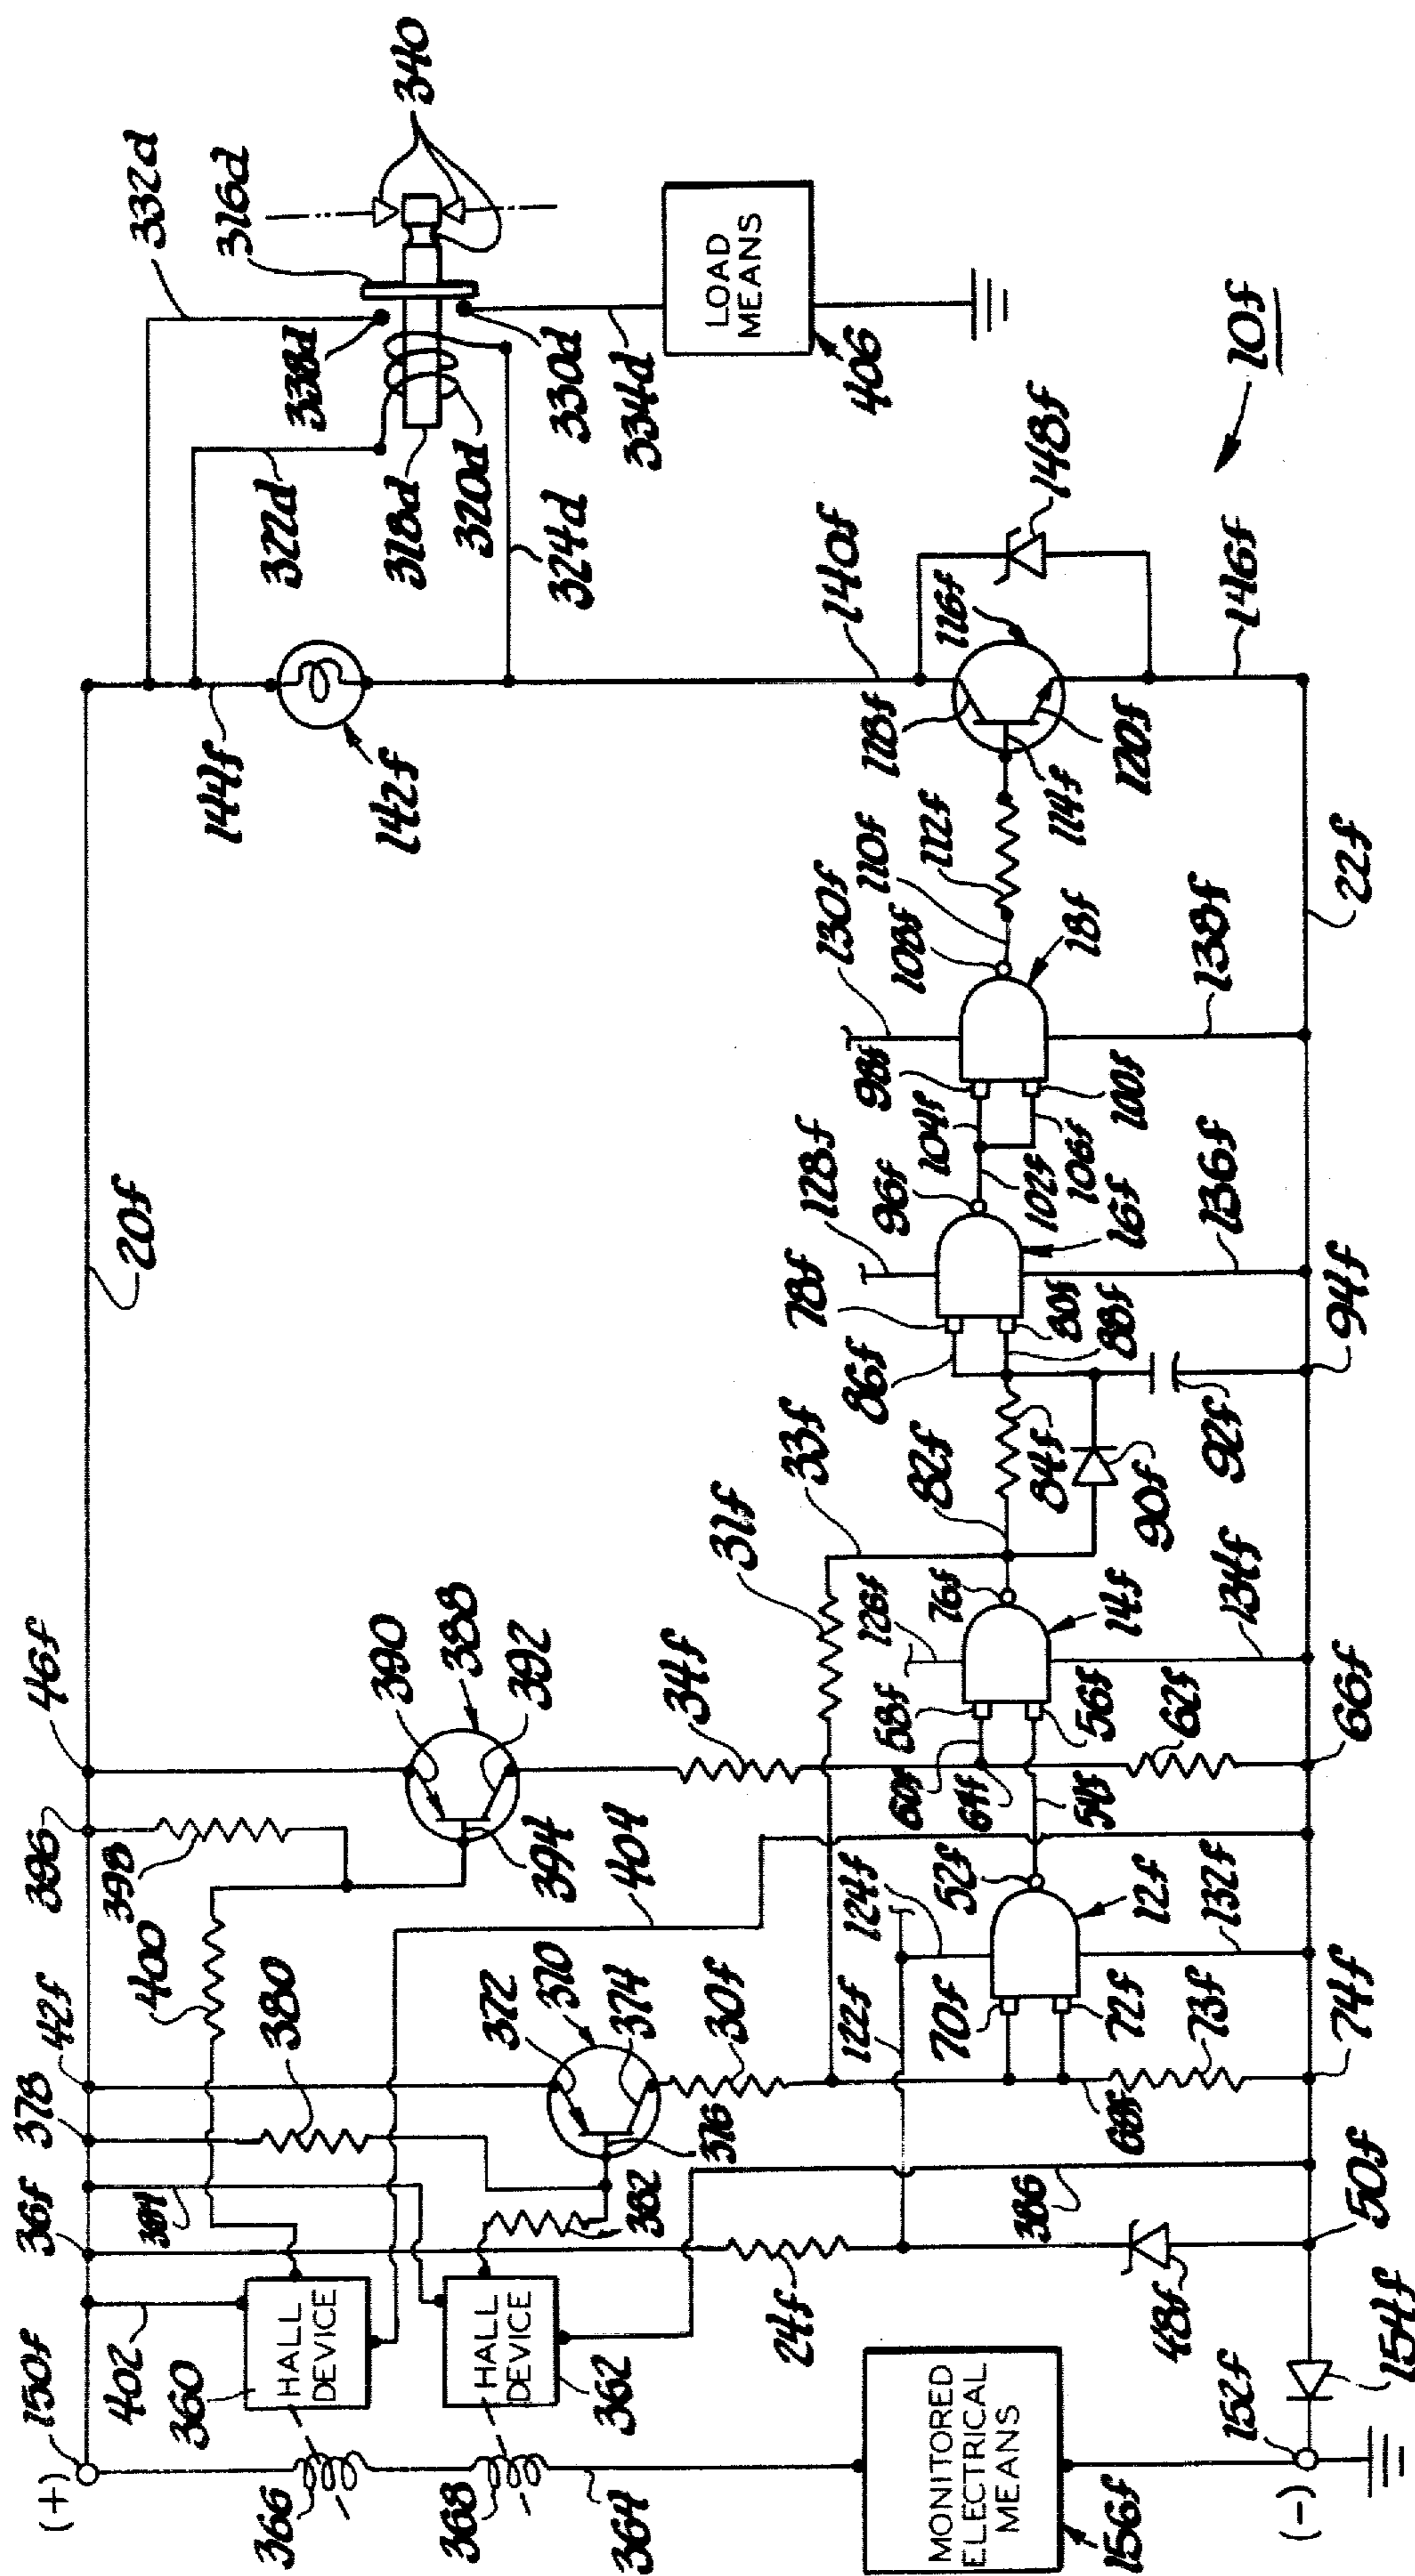 10f
20f
(+)
150f
402
360
HALL
DEVICE
366
36f
384
378
42f
400
380
398
396
46f
HALL
DEVICE
362
368
364
382
376
372
370
374
30f
404
394
390
388
392
34f
31f
33f
144f
142f
322d
332d
338d
318d
320d
324d
316d
340
330d
334d
LOAD
MEANS
406
MONITORED
ELECTRICAL
MEANS
156f
24f
48f
386
122f
124f
70f
72f
68f
73f
52f
12f
132f
54f
60f
64f
58f
56f
62f
126f
76f
14f
134f
82f
84f
90f
92f
86f
88f
78f
80f
128f
96f
16f
136f
102f
104f
106f
98f
100f
130f
108f
110f
18f
138f
112f
114f
118f
116f
120f
140f
148f
146f
(-)
152f
154f
50f
74f
66f
94f
22f